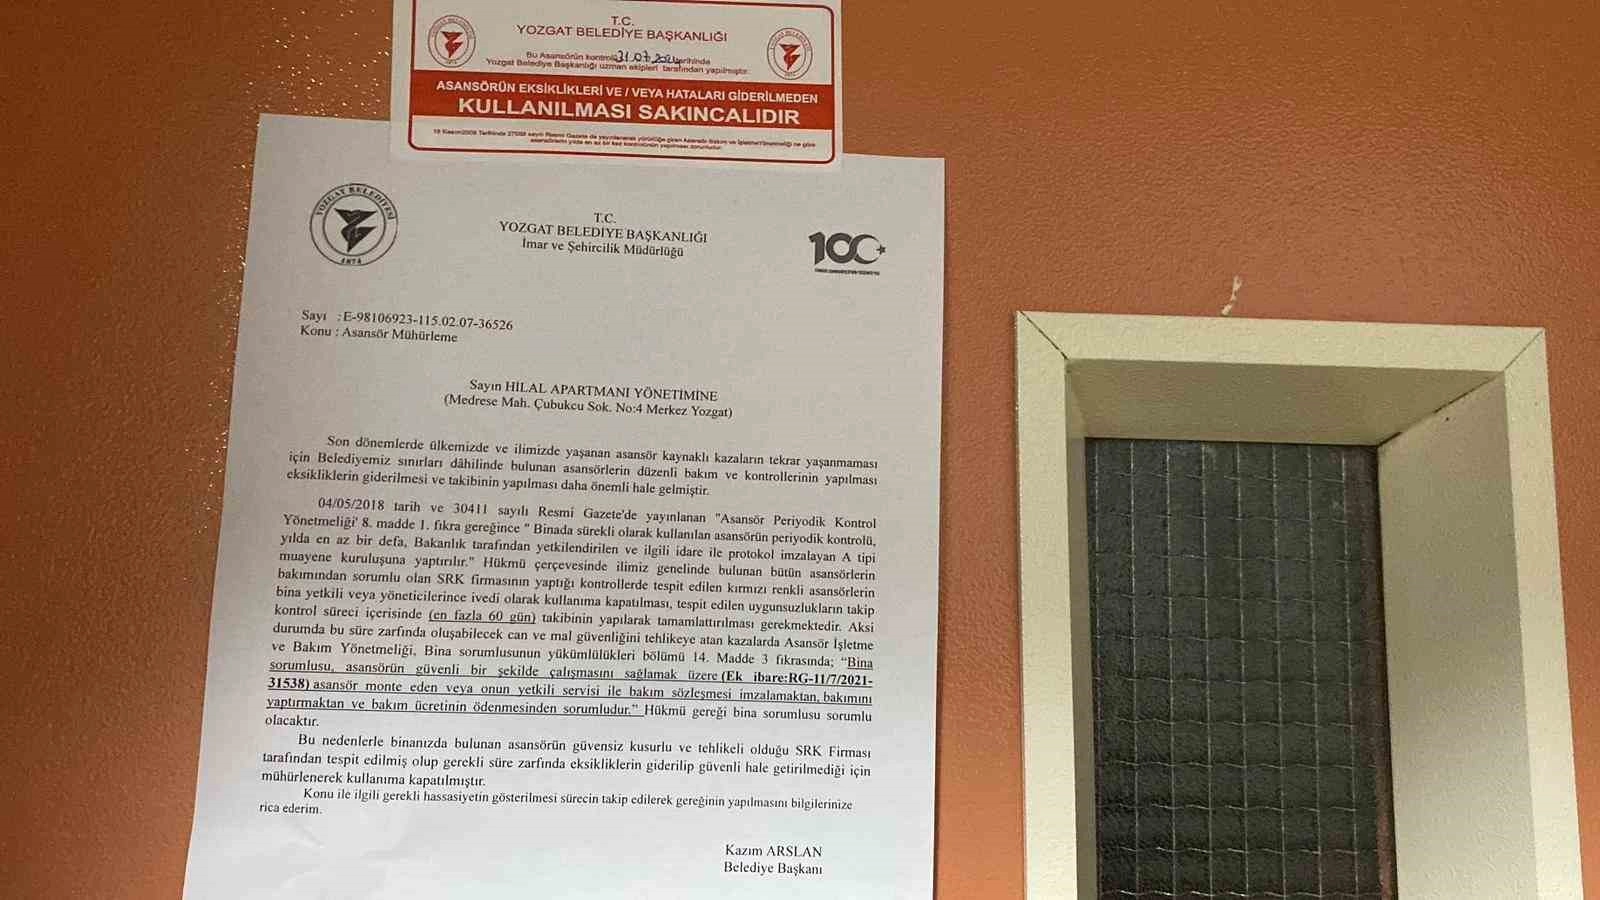 T.C.
YOZGAT BELEDİYE BAŞKANLIĞI
Bu Asansörün kontrolü 31.07.2024 tarihinde
Yozgat Belediye Başkanlığı uzman ekipleri tarafından yapılmıştır.
ASANSÖRÜN EKSİKLİKLERİ VE / VEYA HATALARI GİDERİLMEDEN
KULLANILMASI SAKINCALIDIR
YOZGAT BELEDİYESİ
1874
T.C.
YOZGAT BELEDİYE BAŞKANLIĞI
İmar ve Şehircilik Müdürlüğü
100
Sayı : E-98106923-115.02.07-36526
Konu : Asansör Mühürleme
Sayın HİLAL APARTMANI YÖNETİMİNE
(Medrese Mah. Çubukcu Sok. No:4 Merkez Yozgat)
Son dönemlerde ülkemizde ve ilimizde yaşanan asansör kaynaklı kazaların tekrar yaşanmaması
için Belediyemiz sınırları dâhilinde bulunan asansörlerin düzenli bakım ve kontrollerinin yapılması
eksikliklerin giderilmesi ve takibinin yapılması daha önemli hale gelmiştir.
04/05/2018 tarih ve 30411 sayılı Resmi Gazete'de yayınlanan "Asansör Periyodik Kontrol
Yönetmeliği' 8. madde 1. fıkra gereğince " Binada sürekli olarak kullanılan asansörün periyodik kontrolü,
yılda en az bir defa, Bakanlık tarafından yetkilendirilen ve ilgili idare ile protokol imzalayan A tipi
muayene kuruluşuna yaptırılır." Hükmü çerçevesinde ilimiz genelinde bulunan bütün asansörlerin
bakımından sorumlu olan SRK firmasının yaptığı kontrollerde tespit edilen kırmızı renkli asansörlerin
bina yetkili veya yöneticilerince ivedi olarak kullanıma kapatılması, tespit edilen uygunsuzlukların takip
kontrol süreci içerisinde (en fazla 60 gün) takibinin yapılarak tamamlattırılması gerekmektedir. Aksi
durumda bu süre zarfında oluşabilecek can ve mal güvenliğini tehlikeye atan kazalarda Asansör İşletme
ve Bakım Yönetmeliği, Bina sorumlusunun yükümlülükleri bölümü 14. Madde 3 fıkrasında; "Bina
sorumlusu, asansörün güvenli bir şekilde çalışmasını sağlamak üzere (Ek ibare:RG-11/7/2021-
31538) asansör monte eden veya onun yetkili servisi ile bakım sözleşmesi imzalamaktan, bakımını
yaptırmaktan ve bakım ücretinin ödenmesinden sorumludur." Hükmü gereği bina sorumlusu sorumlu
olacaktır.
Bu nedenlerle binanızda bulunan asansörün güvensiz kusurlu ve tehlikeli olduğu SRK Firması
tarafından tespit edilmiş olup gerekli süre zarfında eksikliklerin giderilip güvenli hale getirilmediği için
mühürlenerek kullanıma kapatılmıştır.
Konu ile ilgili gerekli hassasiyetin gösterilmesi sürecin takip edilerek gereğinin yapılmasını bilgilerinize
rica ederim.
Kazım ARSLAN
Belediye Başkanı